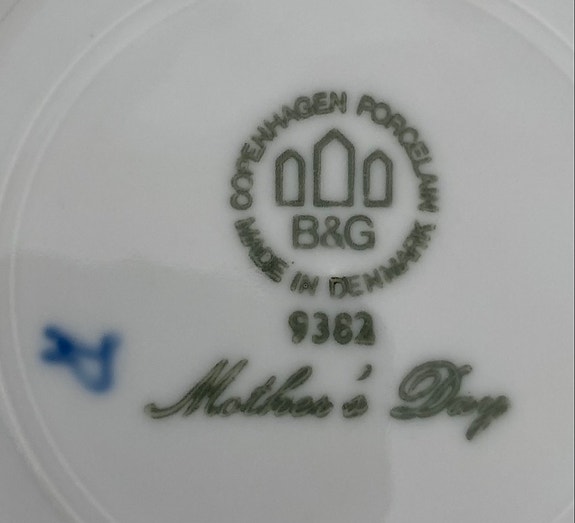 COPENHAGEN PORCELAIN
B&G
MADE IN DENMARK
9382
Mother's Day